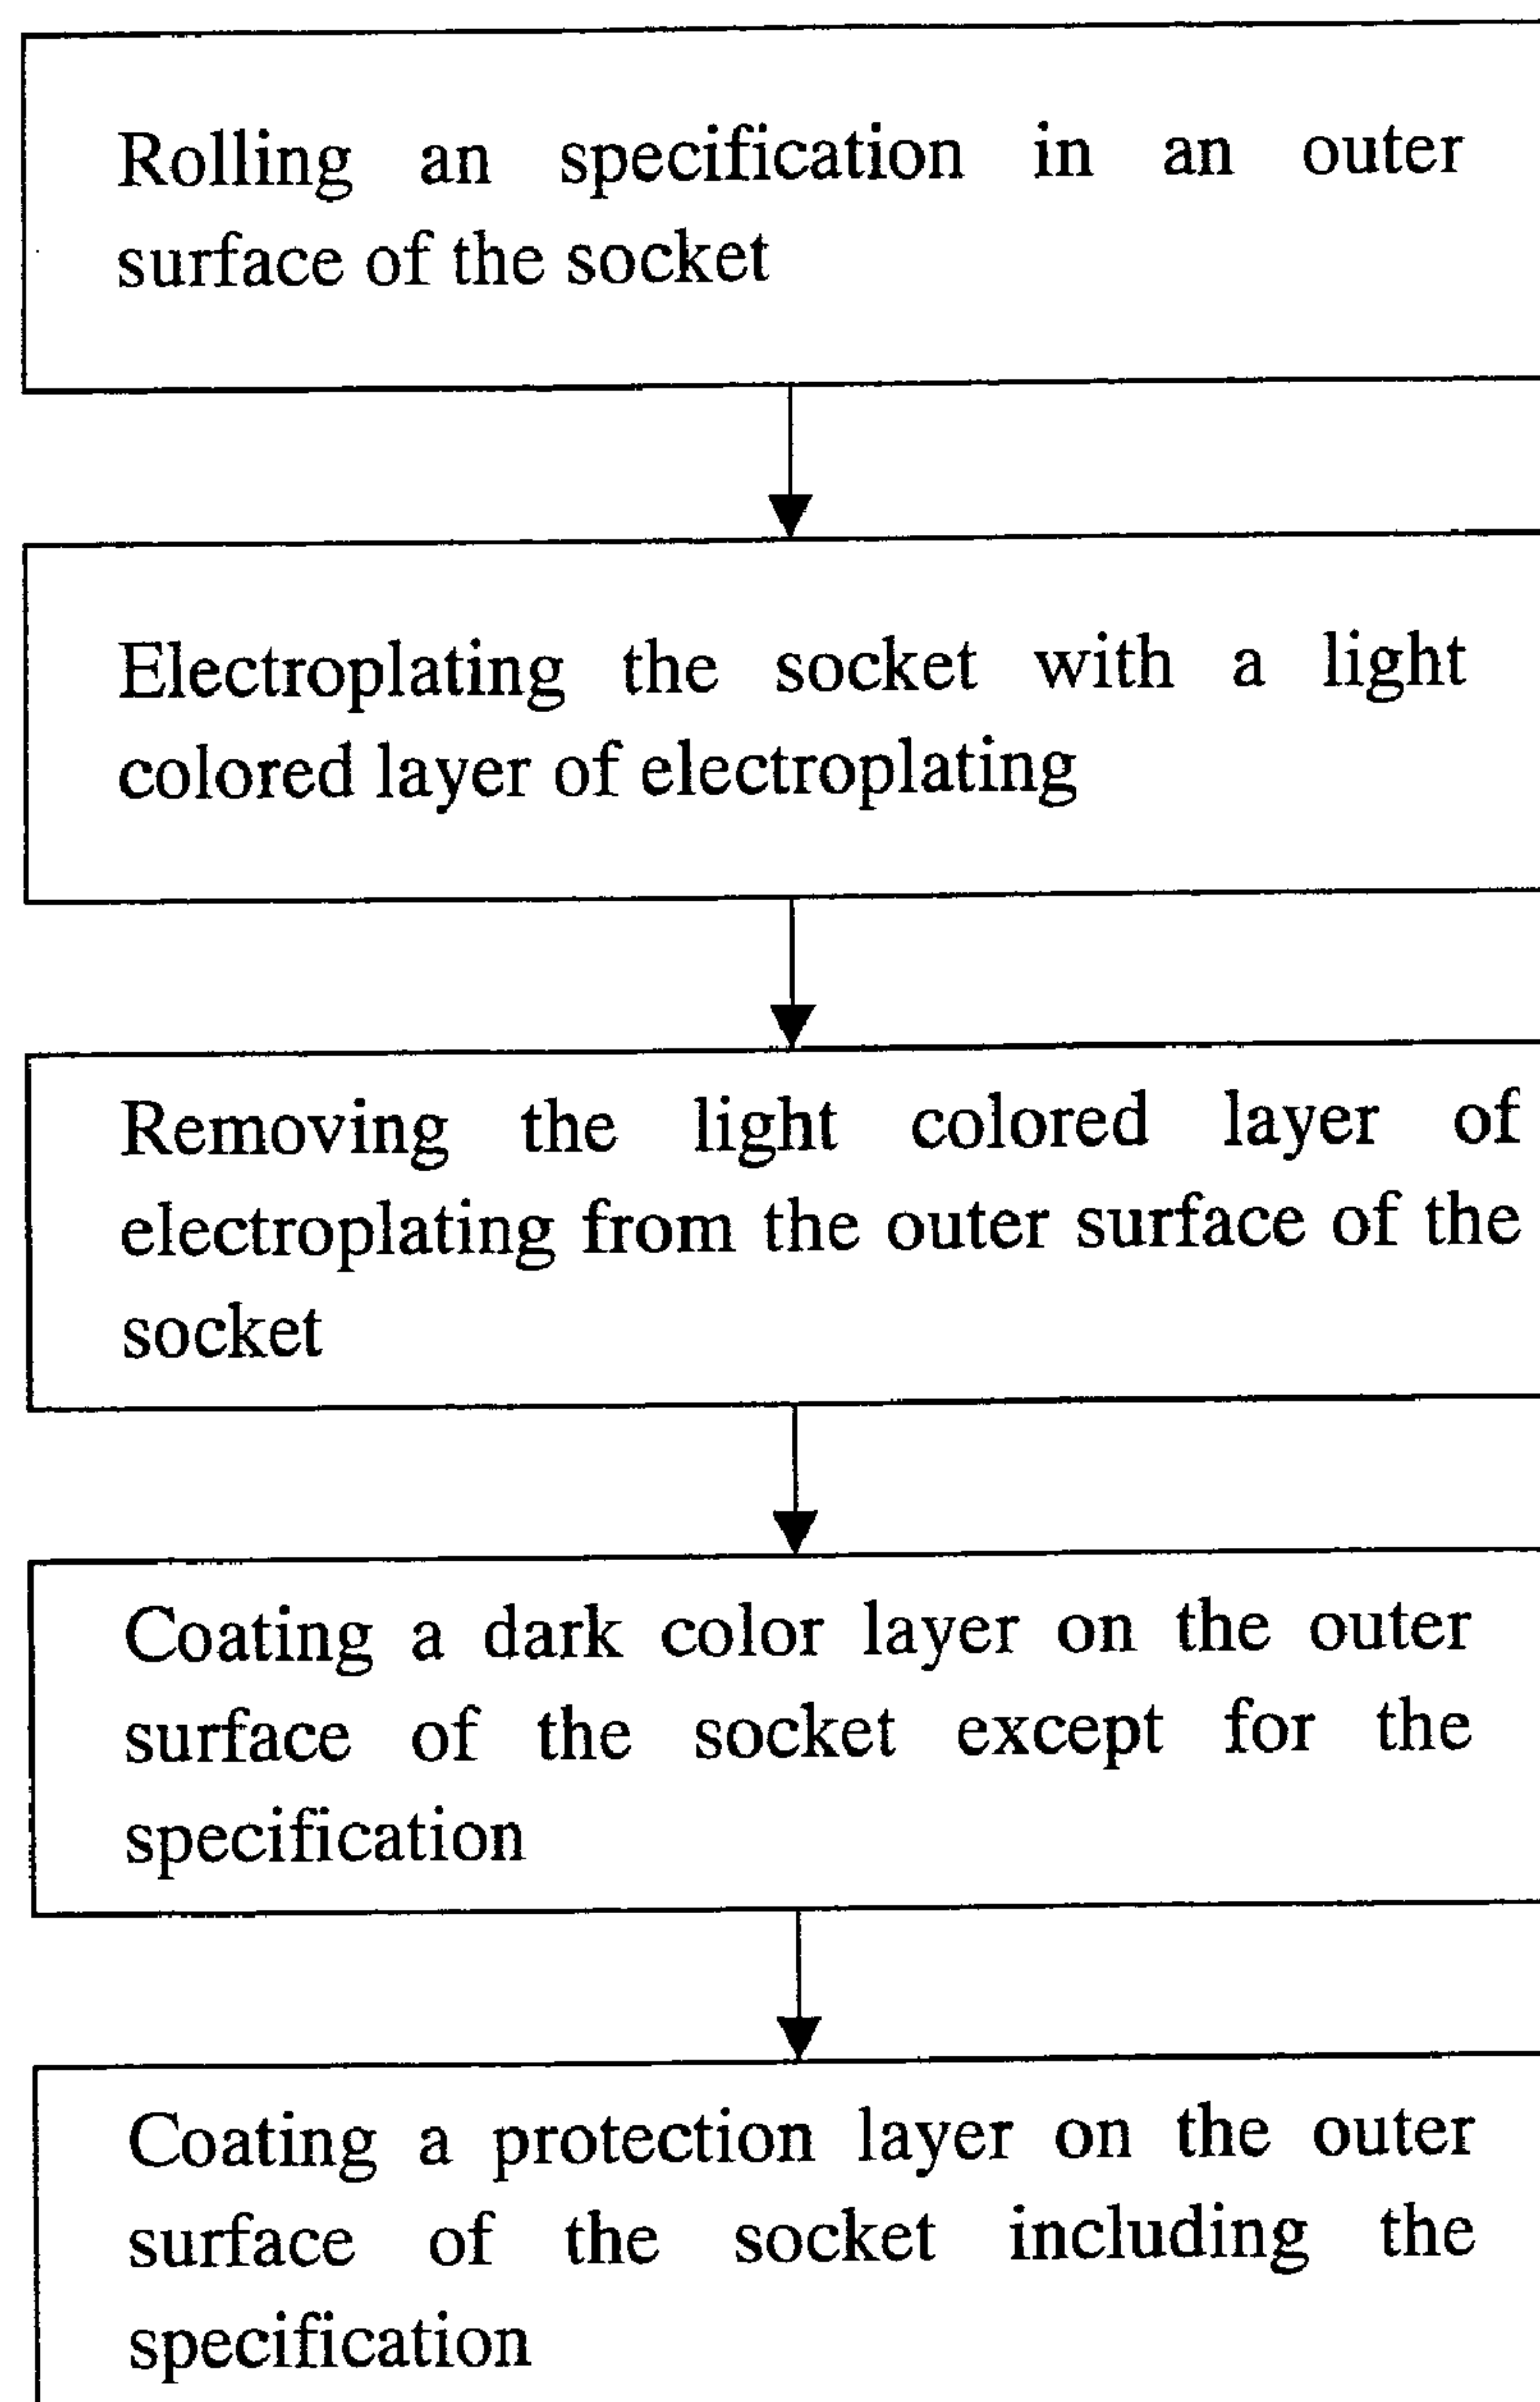 Rolling an specification in an outer
surface of the socket
Electroplating the socket with a light
colored layer of electroplating
Removing the light colored layer of
electroplating from the outer surface of the
socket
Coating a dark color layer on the outer
surface of the socket except for the
specification
Coating a protection layer on the outer
surface of the socket including the
specification